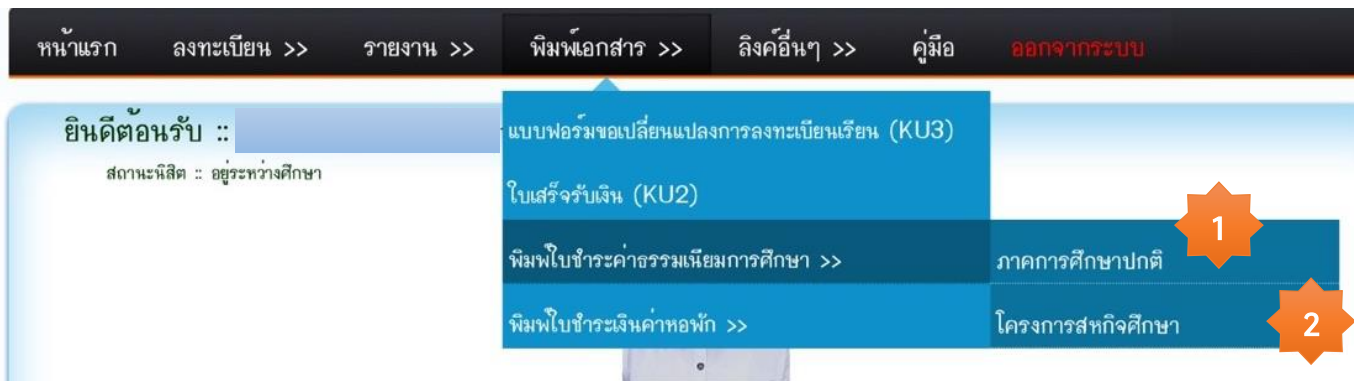 หน้าแรก ลงทะเบียน >> รายงาน >> พิมพ์เอกสาร >> ลิงค์อื่นๆ >> คู่มือ ออกจากระบบ
ยินดีต้อนรับ ::
สถานะนิสิต :: อยู่ระหว่างศึกษา
แบบฟอร์มขอเปลี่ยนแปลงการลงทะเบียนเรียน (KU3)
ใบเสร็จรับเงิน (KU2)
พิมพ์ใบชำระค่าธรรมเนียมการศึกษา >>
1
ภาคการศึกษาปกติ
พิมพ์ใบชำระเงินค่าหอพัก >>
โครงการสหกิจศึกษา
2